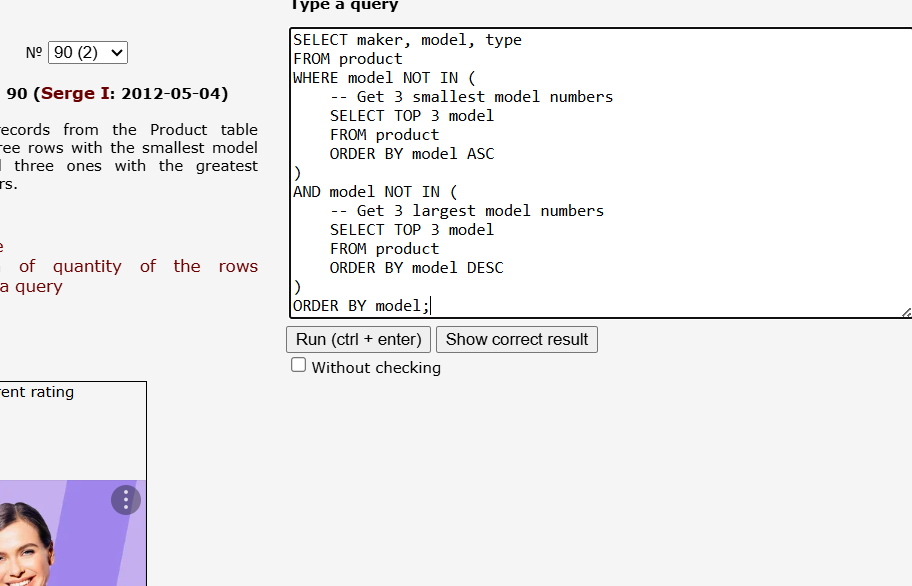 Type a query
Nº 90 (2)
90 (Serge I: 2012-05-04)
records from the Product table
rows with the smallest model
three ones with the greatest
of quantity of the rows
a query
rating
SELECT maker, model, type
FROM product
WHERE model NOT IN (
    -- Get 3 smallest model numbers
    SELECT TOP 3 model
    FROM product
    ORDER BY model ASC
)
AND model NOT IN (
    -- Get 3 largest model numbers
    SELECT TOP 3 model
    FROM product
    ORDER BY model DESC
)
ORDER BY model;
Run (ctrl + enter) Show correct result
Without checking